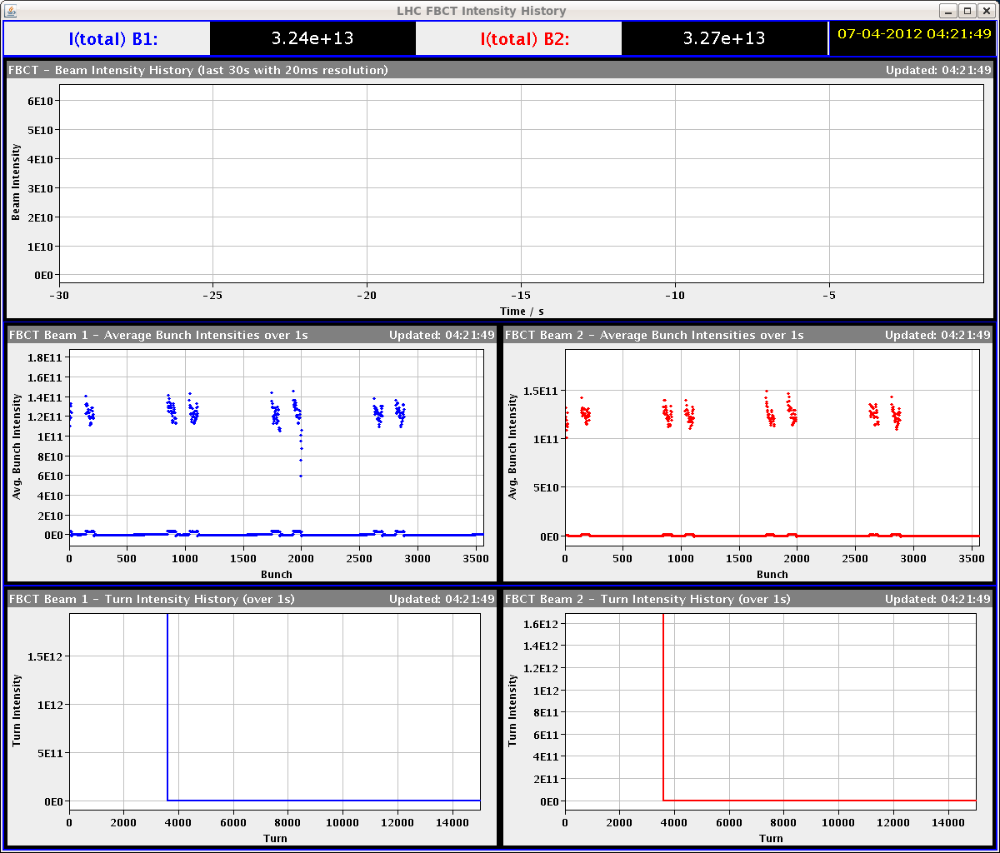 LHC FBCT Intensity History
I(total) B1: 3.24e+13 I(total) B2: 3.27e+13 07-04-2012 04:21:49
FBCT - Beam Intensity History (last 30s with 20ms resolution) Updated: 04:21:49
6E10
5E10
4E10
3E10
2E10
1E10
0E0
Beam Intensity
-30 -25 -20 -15 -10 -5
Time / s
FBCT Beam 1 - Average Bunch Intensities over 1s Updated: 04:21:49
1.8E11
1.6E11
1.4E11
1.2E11
1E11
8E10
6E10
4E10
2E10
0E0
Avg. Bunch Intensity
0 500 1000 1500 2000 2500 3000 3500
Bunch
FBCT Beam 2 - Average Bunch Intensities over 1s Updated: 04:21:49
1.5E11
1E11
5E10
0E0
Avg. Bunch Intensity
0 500 1000 1500 2000 2500 3000 3500
Bunch
FBCT Beam 1 - Turn Intensity History (over 1s) Updated: 04:21:49
1.5E12
1E12
5E11
0E0
Turn Intensity
0 2000 4000 6000 8000 10000 12000 14000
Turn
FBCT Beam 2 - Turn Intensity History (over 1s) Updated: 04:21:49
1.6E12
1.4E12
1.2E12
1E12
8E11
6E11
4E11
2E11
0E0
Turn Intensity
0 2000 4000 6000 8000 10000 12000 14000
Turn